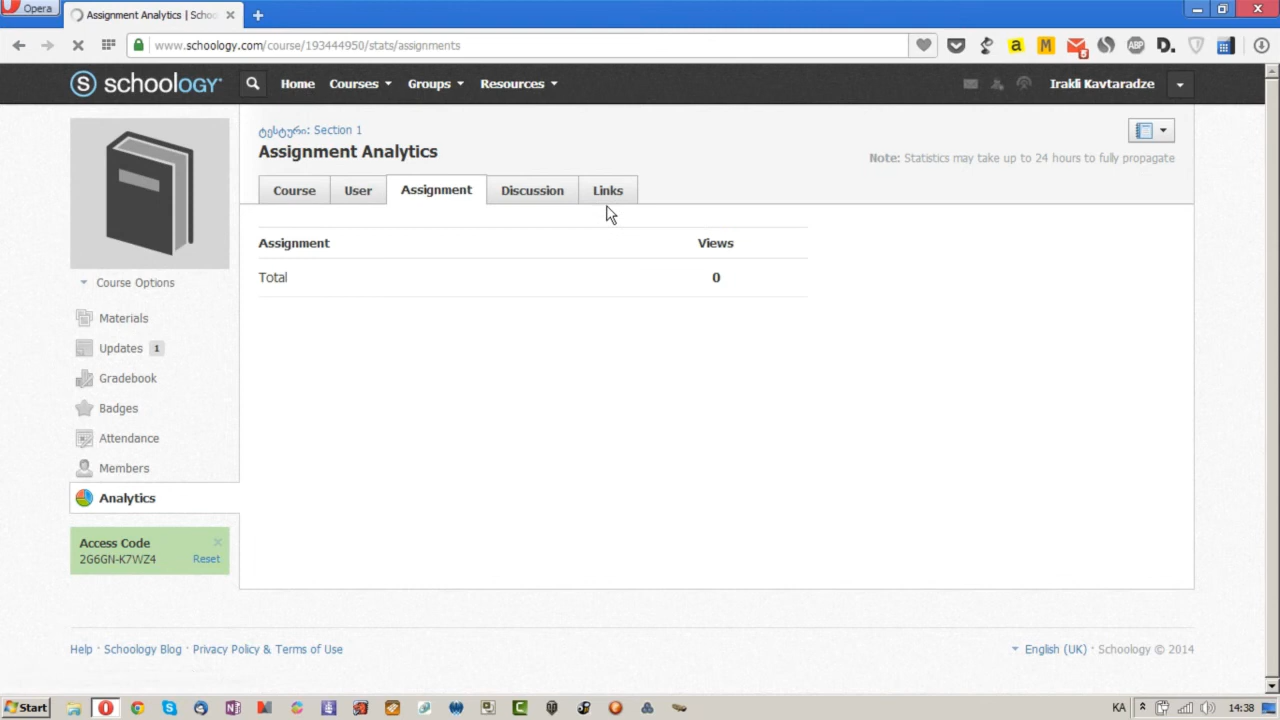 Opera
Assignment Analytics | Schoo
www.schoology.com/course/193444950/stats/assignments
S schoology
Home Courses Groups Resources
Irakli Kavtaradze
ტესტური: Section 1
Assignment Analytics
Note: Statistics may take up to 24 hours to fully propagate
Course User Assignment Discussion Links
Assignment Views
Total 0
Course Options
Materials
Updates 1
Gradebook
Badges
Attendance
Members
Analytics
Access Code
2G6GN-K7WZ4 Reset
Help · Schoology Blog · Privacy Policy & Terms of Use
English (UK) · Schoology © 2014
Start
KA 14:38